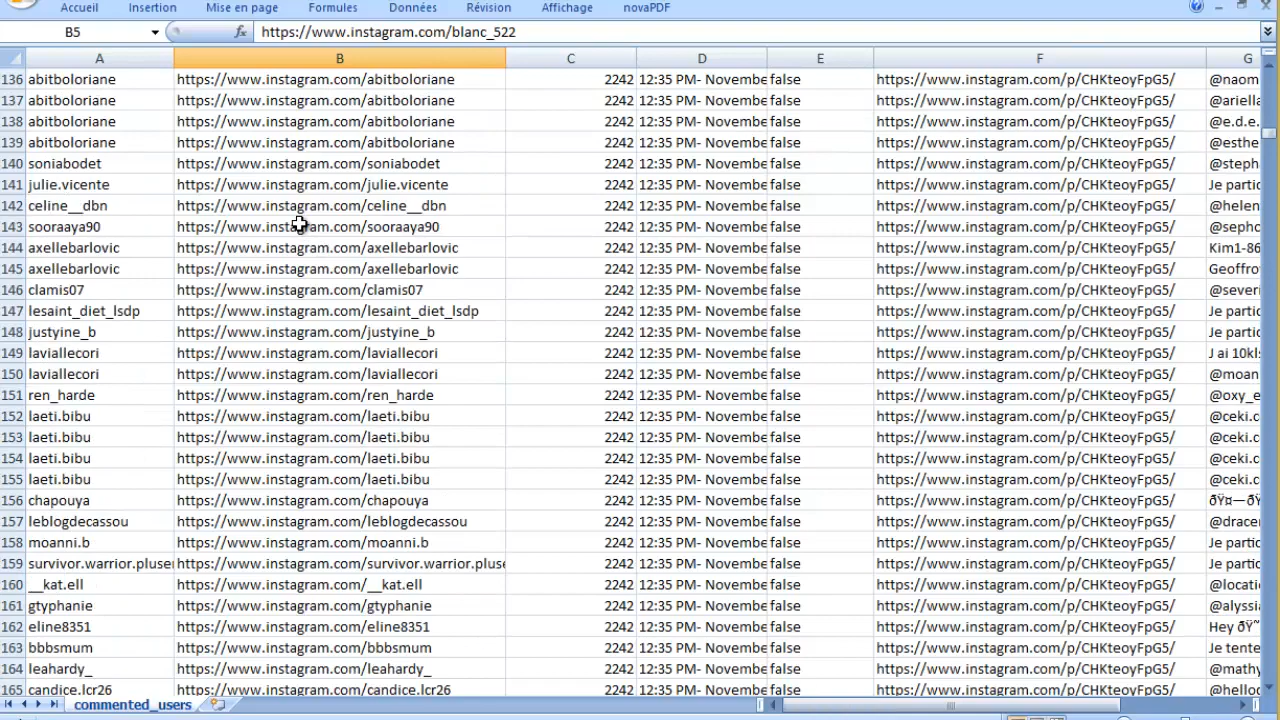 Accueil Insertion Mise en page Formules Données Révision Affichage novaPDF
B5 fx https://www.instagram.com/blanc_522
A B C D E F G
136 abitboloriane https://www.instagram.com/abitboloriane 2242 12:35 PM- Novembe false https://www.instagram.com/p/CHKteoyFpG5/ @naom
137 abitboloriane https://www.instagram.com/abitboloriane 2242 12:35 PM- Novembe false https://www.instagram.com/p/CHKteoyFpG5/ @ariella
138 abitboloriane https://www.instagram.com/abitboloriane 2242 12:35 PM- Novembe false https://www.instagram.com/p/CHKteoyFpG5/ @e.d.e.
139 abitboloriane https://www.instagram.com/abitboloriane 2242 12:35 PM- Novembe false https://www.instagram.com/p/CHKteoyFpG5/ @esthe
140 soniabodet https://www.instagram.com/soniabodet 2242 12:35 PM- Novembe false https://www.instagram.com/p/CHKteoyFpG5/ @steph
141 julie.vicente https://www.instagram.com/julie.vicente 2242 12:35 PM- Novembe false https://www.instagram.com/p/CHKteoyFpG5/ Je partic
142 celine__dbn https://www.instagram.com/celine__dbn 2242 12:35 PM- Novembe false https://www.instagram.com/p/CHKteoyFpG5/ @helen
143 sooraaya90 https://www.instagram.com/sooraaya90 2242 12:35 PM- Novembe false https://www.instagram.com/p/CHKteoyFpG5/ @sepho
144 axellebarlovic https://www.instagram.com/axellebarlovic 2242 12:35 PM- Novembe false https://www.instagram.com/p/CHKteoyFpG5/ Kim1-86
145 axellebarlovic https://www.instagram.com/axellebarlovic 2242 12:35 PM- Novembe false https://www.instagram.com/p/CHKteoyFpG5/ Geoffro
146 clamis07 https://www.instagram.com/clamis07 2242 12:35 PM- Novembe false https://www.instagram.com/p/CHKteoyFpG5/ @severi
147 lesaint_diet_lsdp https://www.instagram.com/lesaint_diet_lsdp 2242 12:35 PM- Novembe false https://www.instagram.com/p/CHKteoyFpG5/ Je partic
148 justyine_b https://www.instagram.com/justyine_b 2242 12:35 PM- Novembe false https://www.instagram.com/p/CHKteoyFpG5/ Je partic
149 laviallecori https://www.instagram.com/laviallecori 2242 12:35 PM- Novembe false https://www.instagram.com/p/CHKteoyFpG5/ J ai 10kl
150 laviallecori https://www.instagram.com/laviallecori 2242 12:35 PM- Novembe false https://www.instagram.com/p/CHKteoyFpG5/ @moan
151 ren_harde https://www.instagram.com/ren_harde 2242 12:35 PM- Novembe false https://www.instagram.com/p/CHKteoyFpG5/ @oxy_e
152 laeti.bibu https://www.instagram.com/laeti.bibu 2242 12:35 PM- Novembe false https://www.instagram.com/p/CHKteoyFpG5/ @ceki.c
153 laeti.bibu https://www.instagram.com/laeti.bibu 2242 12:35 PM- Novembe false https://www.instagram.com/p/CHKteoyFpG5/ @ceki.c
154 laeti.bibu https://www.instagram.com/laeti.bibu 2242 12:35 PM- Novembe false https://www.instagram.com/p/CHKteoyFpG5/ @ceki.c
155 laeti.bibu https://www.instagram.com/laeti.bibu 2242 12:35 PM- Novembe false https://www.instagram.com/p/CHKteoyFpG5/ @ceki.c
156 chapouya https://www.instagram.com/chapouya 2242 12:35 PM- Novembe false https://www.instagram.com/p/CHKteoyFpG5/ ðŸ¤—ðŸ
157 leblogdecassou https://www.instagram.com/leblogdecassou 2242 12:35 PM- Novembe false https://www.instagram.com/p/CHKteoyFpG5/ @dracer
158 moanni.b https://www.instagram.com/moanni.b 2242 12:35 PM- Novembe false https://www.instagram.com/p/CHKteoyFpG5/ Je partic
159 survivor.warrior.pluser https://www.instagram.com/survivor.warrior.pluse 2242 12:35 PM- Novembe false https://www.instagram.com/p/CHKteoyFpG5/ Je partic
160 __kat.ell https://www.instagram.com/__kat.ell 2242 12:35 PM- Novembe false https://www.instagram.com/p/CHKteoyFpG5/ @locatio
161 gtyphanie https://www.instagram.com/gtyphanie 2242 12:35 PM- Novembe false https://www.instagram.com/p/CHKteoyFpG5/ @alyssia
162 eline8351 https://www.instagram.com/eline8351 2242 12:35 PM- Novembe false https://www.instagram.com/p/CHKteoyFpG5/ Hey ðŸ˜
163 bbbsmum https://www.instagram.com/bbbsmum 2242 12:35 PM- Novembe false https://www.instagram.com/p/CHKteoyFpG5/ Je tente
164 leahardy_ https://www.instagram.com/leahardy_ 2242 12:35 PM- Novembe false https://www.instagram.com/p/CHKteoyFpG5/ @mathy
165 candice.lcr26 https://www.instagram.com/candice.lcr26 2242 12:35 PM- Novembe false https://www.instagram.com/p/CHKteoyFpG5/ @hello
commented_users